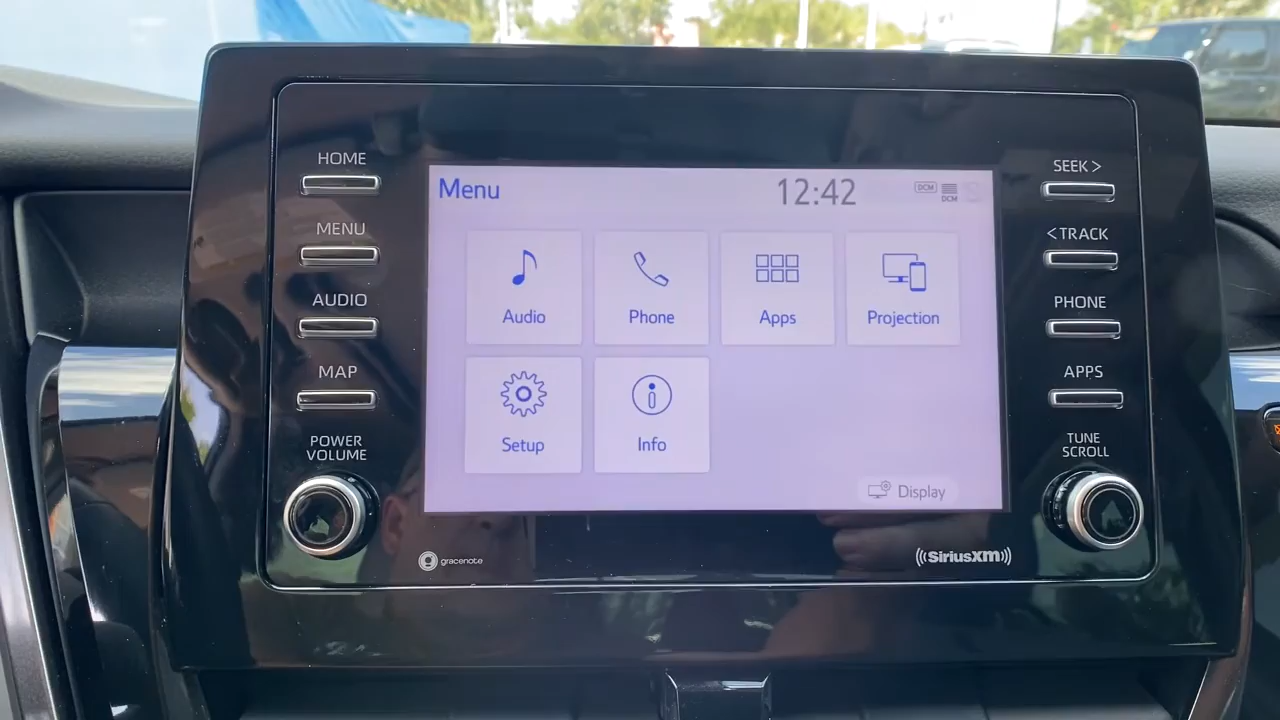 HOME
MENU
AUDIO
MAP
POWER
VOLUME
Menu
12:42
DCM
DCM
Audio
Phone
Apps
Projection
Setup
Info
Display
SEEK >
< TRACK
PHONE
APPS
TUNE
SCROLL
gracenote
((SiriusXM))